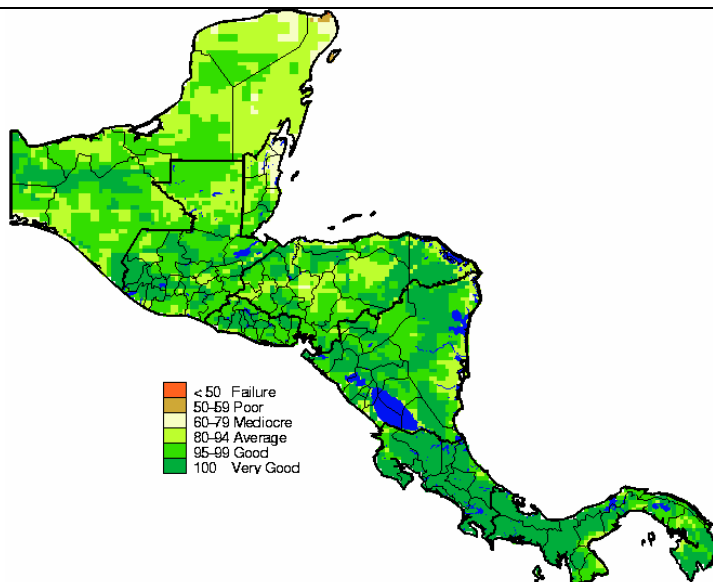 < 50 Failure
50-59 Poor
60-79 Mediocre
80-94 Average
95-99 Good
100 Very Good